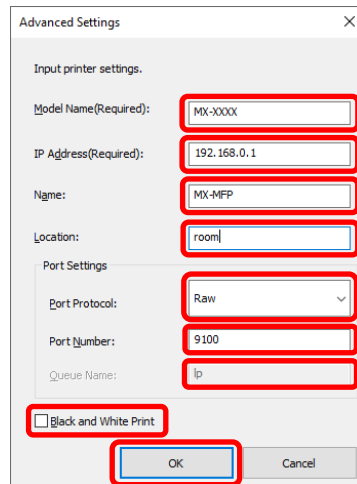 Advanced Settings
Input printer settings.
Model Name(Required): MX-XXXX
IP Address(Required): 192.168.0.1
Name: MX-MFP
Location: room
Port Settings
Port Protocol: Raw
Port Number: 9100
Queue Name: lp
Black and White Print
OK Cancel